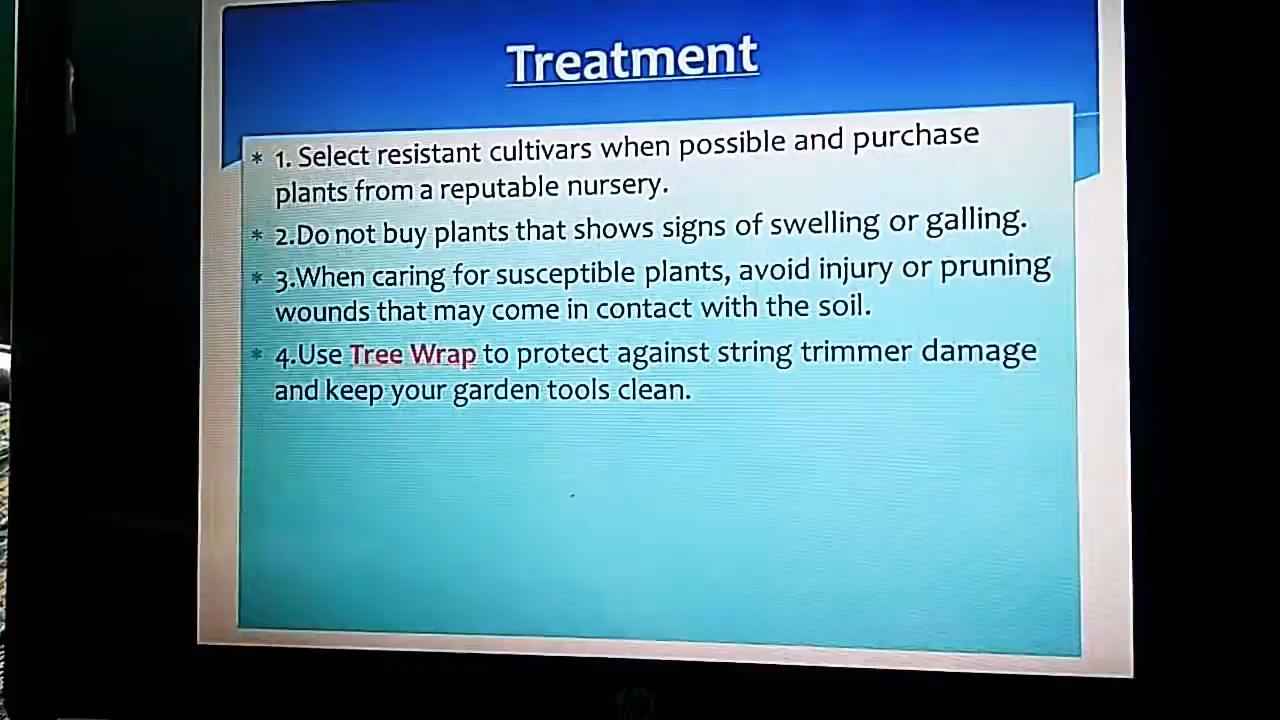 Treatment
* 1. Select resistant cultivars when possible and purchase
plants from a reputable nursery.
* 2.Do not buy plants that shows signs of swelling or galling.
* 3.When caring for susceptible plants, avoid injury or pruning
wounds that may come in contact with the soil.
* 4.Use Tree Wrap to protect against string trimmer damage
and keep your garden tools clean.